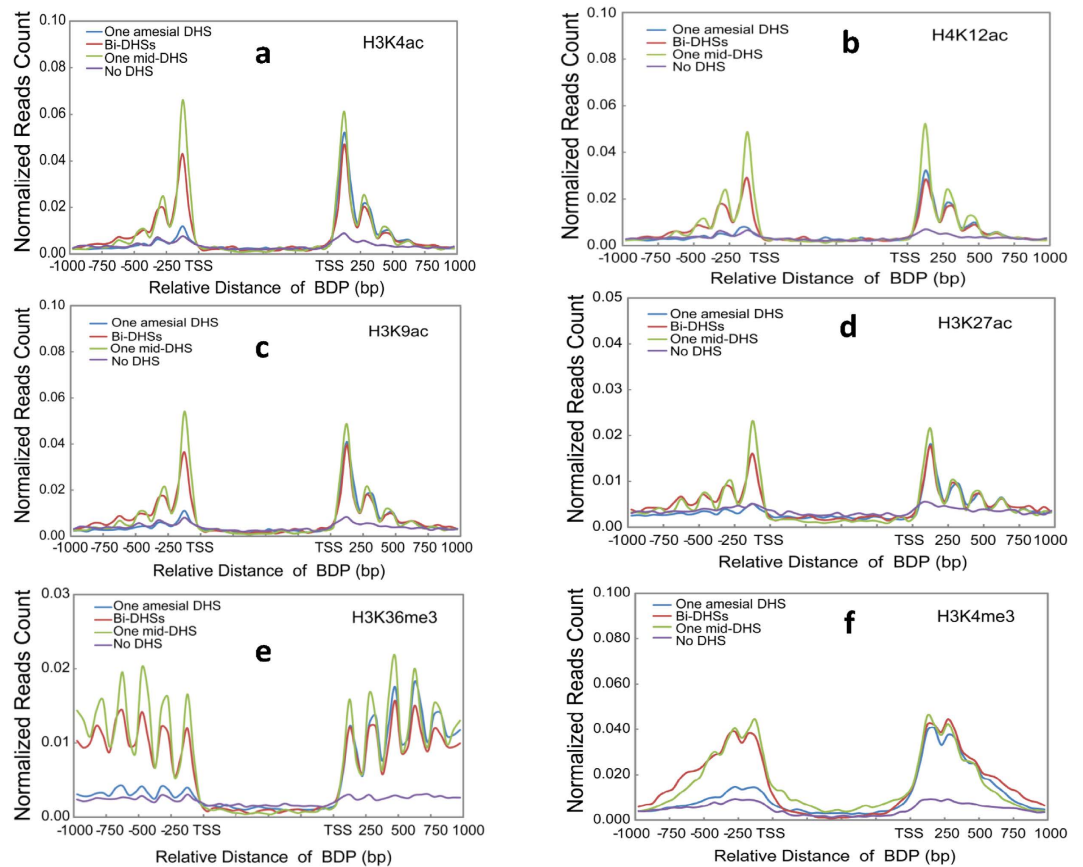 Normalized Reads Count
0.10
0.08
0.06
0.04
0.02
0.00
One amesial DHS
Bi-DHSs
One mid-DHS
No DHS
a
H3K4ac
-1000 -750 -500 -250 TSS TSS 250 500 750 1000
Relative Distance of BDP (bp)
Normalized Reads Count
0.10
0.08
0.06
0.04
0.02
0.00
One amesial DHS
Bi-DHSs
One mid-DHS
No DHS
b
H4K12ac
-1000 -750 -500 -250 TSS TSS 250 500 750 1000
Relative Distance of BDP (bp)
Normalized Reads Count
0.10
0.08
0.06
0.04
0.02
0.00
One amesial DHS
Bi-DHSs
One mid-DHS
No DHS
c
H3K9ac
-1000 -750 -500 -250 TSS TSS 250 500 750 1000
Relative Distance of BDP (bp)
Normalized Reads Count
0.05
0.04
0.03
0.02
0.01
0.00
One amesial DHS
Bi-DHSs
One mid-DHS
No DHS
d
H3K27ac
-1000 -750 -500 -250 TSS TSS 250 500 750 1000
Relative Distance of BDP (bp)
Normalized Reads Count
0.03
0.02
0.01
0.00
One amesial DHS
Bi-DHSs
One mid-DHS
No DHS
e
H3K36me3
-1000 -750 -500 -250 TSS TSS 250 500 750 1000
Relative Distance of BDP (bp)
Normalized Reads Count
0.100
0.080
0.060
0.040
0.020
0.000
One amesial DHS
Bi-DHSs
One mid-DHS
No DHS
f
H3K4me3
-1000 -750 -500 -250 TSS TSS 250 500 750 1000
Relative Distance of BDP (bp)